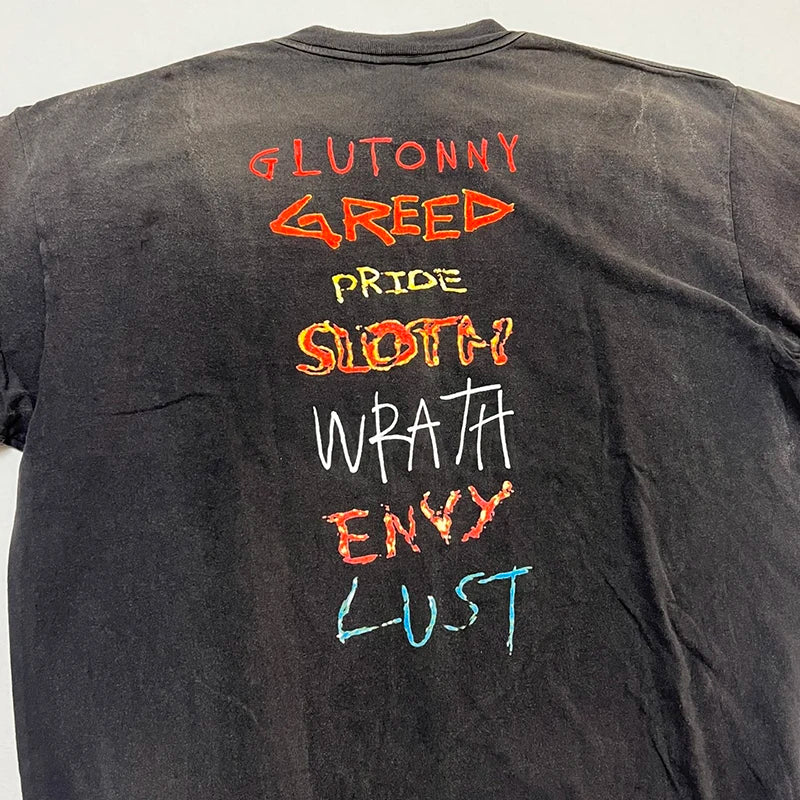 GLUTONNY
GREED
PRIDE
SLOTH
WRATH
ENVY
LUST